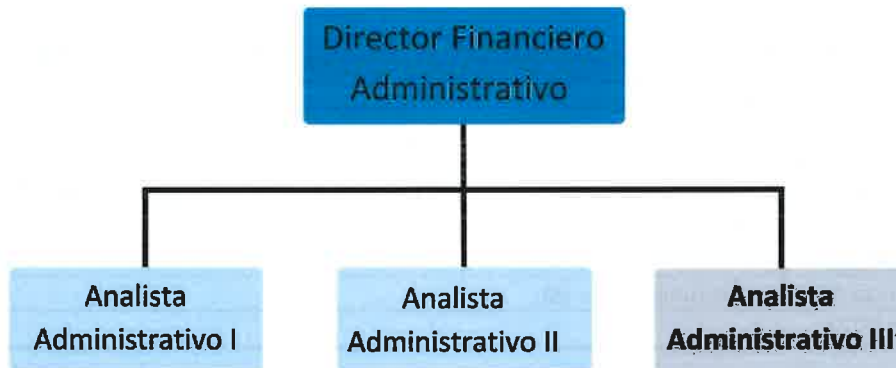 Director Financiero
Administrativo
Analista
Administrativo I
Analista
Administrativo II
Analista
Administrativo III